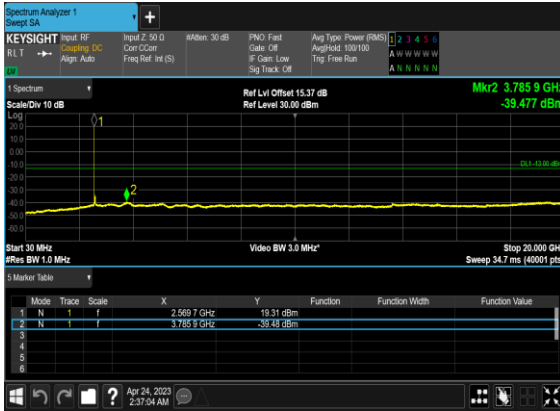 Spectrum Analyzer 1
Swept SA
+
KEYSIGHT Input: RF Input Z: 50 Ω #Atten: 30 dB PNO: Fast Avg Type: Power (RMS) 1 2 3 4 5 6
RLT Coupling: DC Corr CCorr Gate: Off Avg|Hold: 100/100 A W W W W W
Align: Auto Freq Ref: Int (S) IF Gain: Low Trig: Free Run
Sig Track: Off A N N N N N
1 Spectrum Ref Lvl Offset 15.37 dB Mkr2 3.785 9 GHz
Scale/Div 10 dB Ref Level 30.00 dBm -39.477 dBm
Log
20.0
10.0
0.00
-10.0
DL1 -13.00 dBm
-20.0
-30.0
-40.0
-50.0
-60.0
1
2
Start 30 MHz Video BW 3.0 MHz* Stop 20.000 GH
#Res BW 1.0 MHz Sweep 34.7 ms (40001 pts
5 Marker Table
Mode Trace Scale X Y Function Function Width Function Value
1 N 1 f 2.569 7 GHz 19.31 dBm
2 N 1 f 3.785 9 GHz -39.48 dBm
3
4
5
6
? Apr 24, 2023
2:37:04 AM